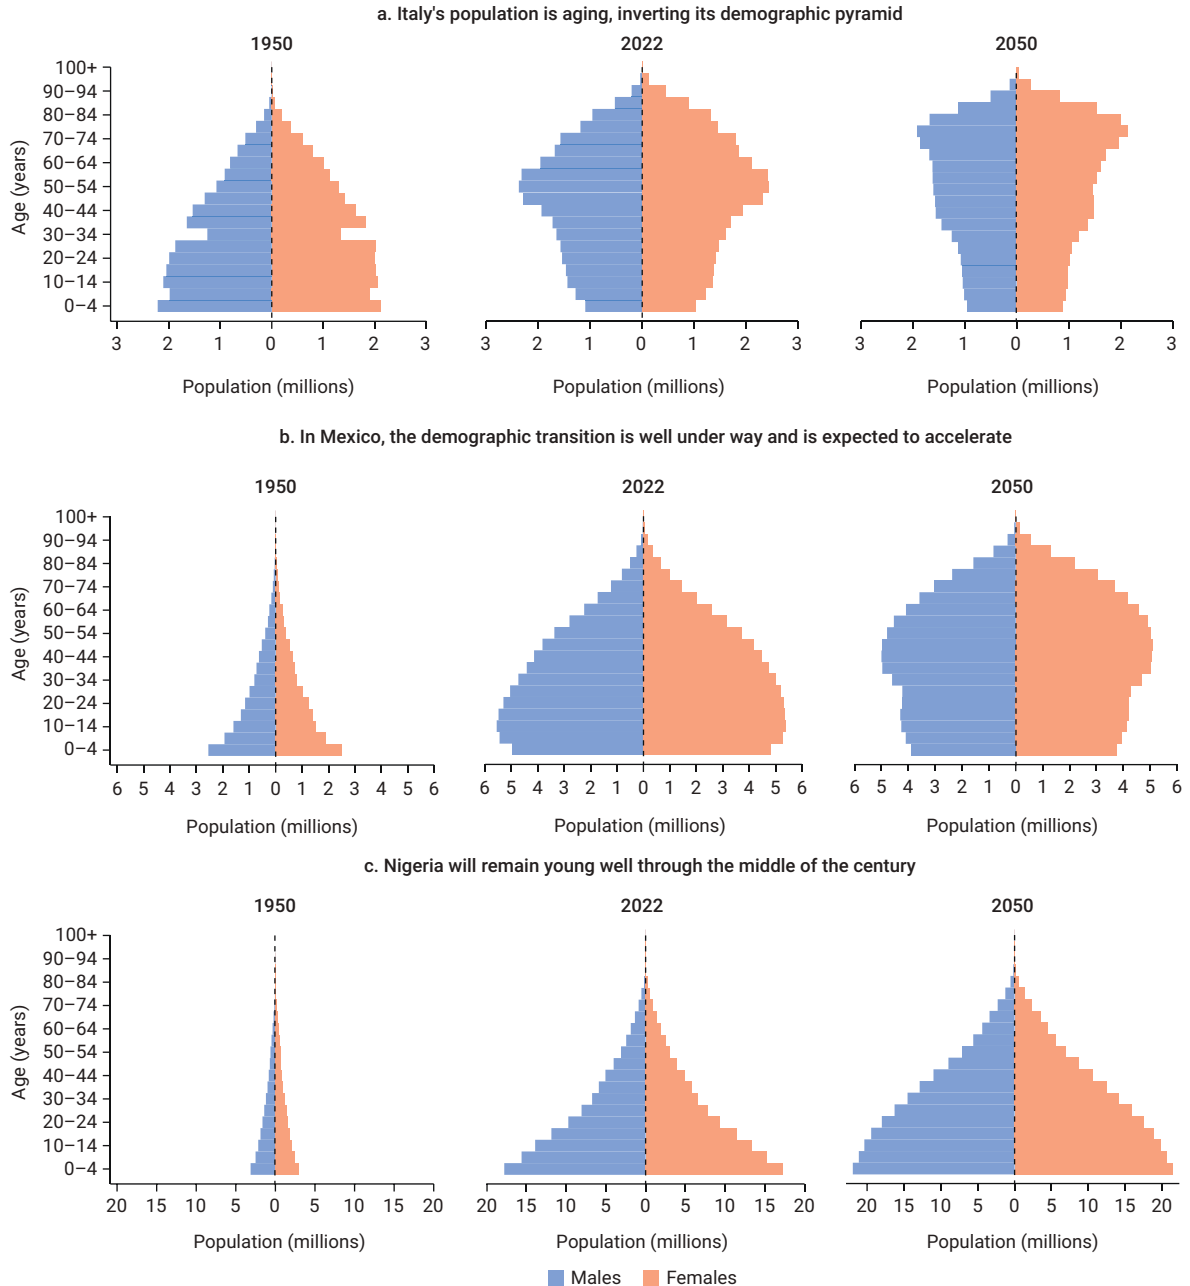 a. Italy's population is aging, inverting its demographic pyramid
1950
2022
2050
Age (years)
100+
90–94
80–84
70–74
60–64
50–54
40–44
30–34
20–24
10–14
0–4
3 2 1 0 1 2 3
3 2 1 0 1 2 3
3 2 1 0 1 2 3
Population (millions)
Population (millions)
Population (millions)
b. In Mexico, the demographic transition is well under way and is expected to accelerate
1950
2022
2050
Age (years)
100+
90–94
80–84
70–74
60–64
50–54
40–44
30–34
20–24
10–14
0–4
6 5 4 3 2 1 0 1 2 3 4 5 6
6 5 4 3 2 1 0 1 2 3 4 5 6
6 5 4 3 2 1 0 1 2 3 4 5 6
Population (millions)
Population (millions)
Population (millions)
c. Nigeria will remain young well through the middle of the century
1950
2022
2050
Age (years)
100+
90–94
80–84
70–74
60–64
50–54
40–44
30–34
20–24
10–14
0–4
20 15 10 5 0 5 10 15 20
20 15 10 5 0 5 10 15 20
20 15 10 5 0 5 10 15 20
Population (millions)
Population (millions)
Population (millions)
Males
Females